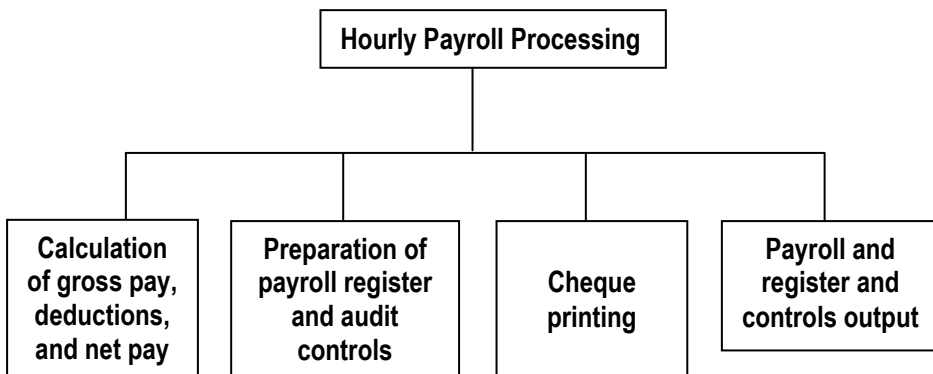 Hourly Payroll Processing
Calculation
of gross pay,
deductions,
and net pay
Preparation of
payroll register
and audit
controls
Cheque
printing
Payroll and
register and
controls output